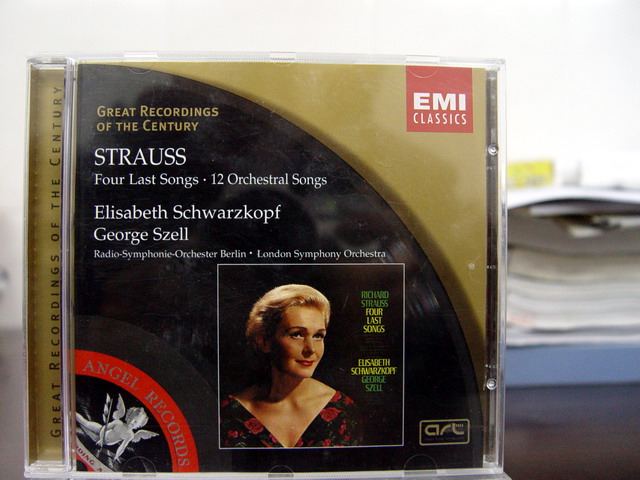 GREAT RECORDINGS OF THE CENTURY
GREAT RECORDINGS
OF THE CENTURY
EMI
CLASSICS
STRAUSS
Four Last Songs · 12 Orchestral Songs
Elisabeth Schwarzkopf
George Szell
Radio-Symphonie-Orchester Berlin · London Symphony Orchestra
RICHARD
STRAUSS
FOUR
LAST
SONGS
ELISABETH
SCHWARZKOPF
GEORGE
SZELL
ANGEL RECORDS
art